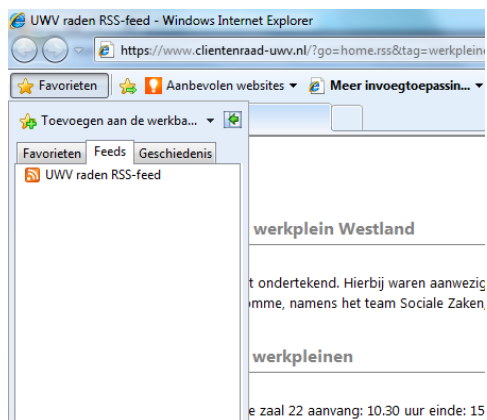 UWV raden RSS-feed - Windows Internet Explorer
https://www.clientenraad-uwv.nl/?go=home.rss&tag=werkplein
Favorieten Aanbevolen websites Meer invoegtoepassin...
Toevoegen aan de werkba...
Favorieten Feeds Geschiedenis
UWV raden RSS-feed
werkplein Westland
t ondertekend. Hierbij waren aanwezig
omme, namens het team Sociale Zaken,
werkpleinen
e zaal 22 aanvang: 10.30 uur einde: 15